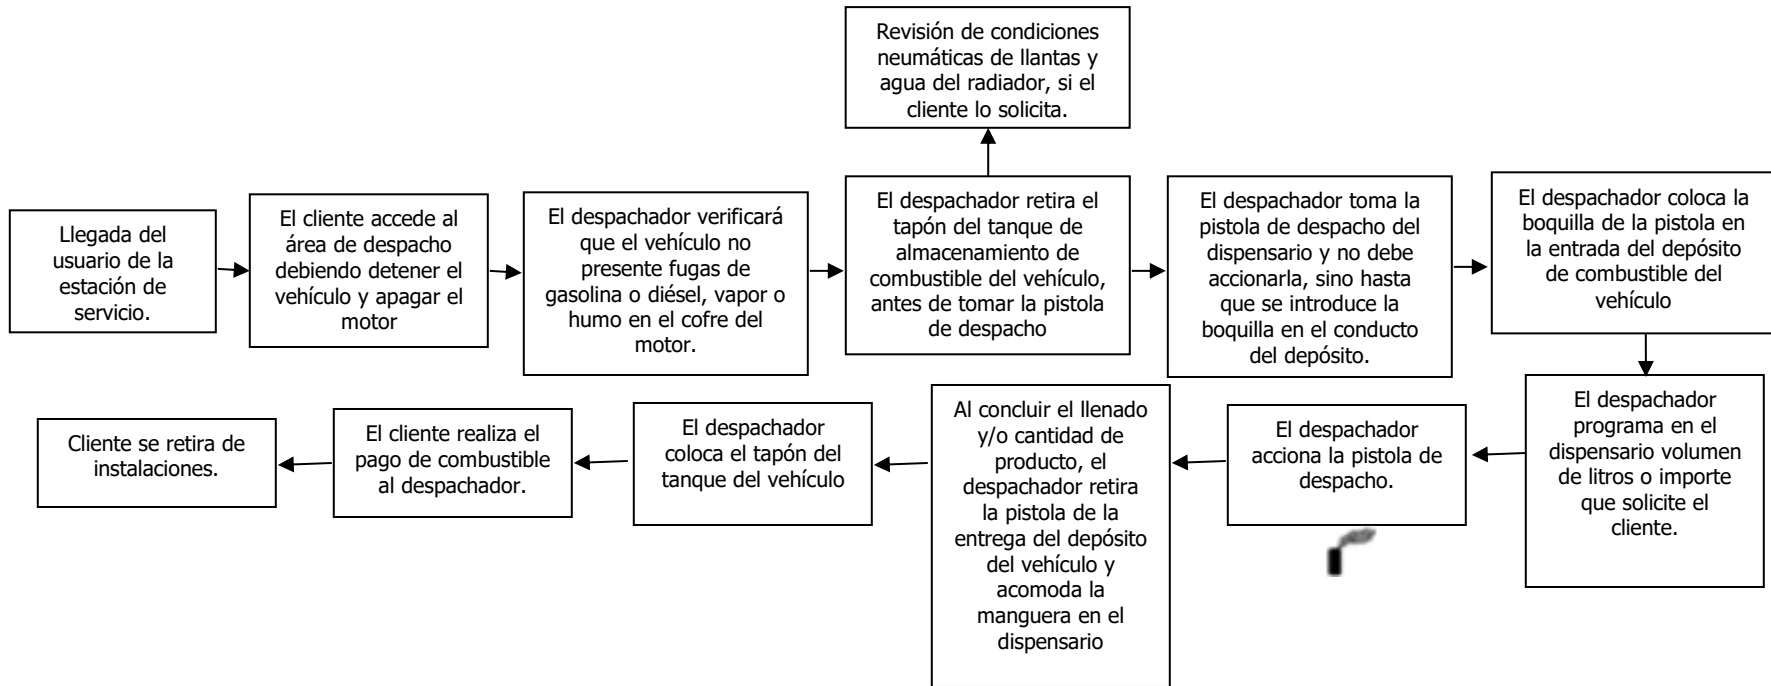 Revisión de condiciones
neumáticas de llantas y
agua del radiador, si el
cliente lo solicita.
Llegada del
usuario de la
estación de
servicio.
El cliente accede al
área de despacho
debiendo detener el
vehículo y apagar el
motor
El despachador verificará
que el vehículo no
presente fugas de
gasolina o diésel, vapor o
humo en el cofre del
motor.
El despachador retira el
tapón del tanque de
almacenamiento de
combustible del vehículo,
antes de tomar la pistola
de despacho
El despachador toma la
pistola de despacho del
dispensario y no debe
accionarla, sino hasta
que se introduce la
boquilla en el conducto
del depósito.
El despachador coloca la
boquilla de la pistola en
la entrada del depósito
de combustible del
vehículo
El despachador
programa en el
dispensario volumen
de litros o importe
que solicite el
cliente.
El despachador
acciona la pistola de
despacho.
Al concluir el llenado
y/o cantidad de
producto, el
despachador retira
la pistola de la
entrega del depósito
del vehículo y
acomoda la
manguera en el
dispensario
El despachador
coloca el tapón del
tanque del vehículo
El cliente realiza el
pago de combustible
al despachador.
Cliente se retira de
instalaciones.